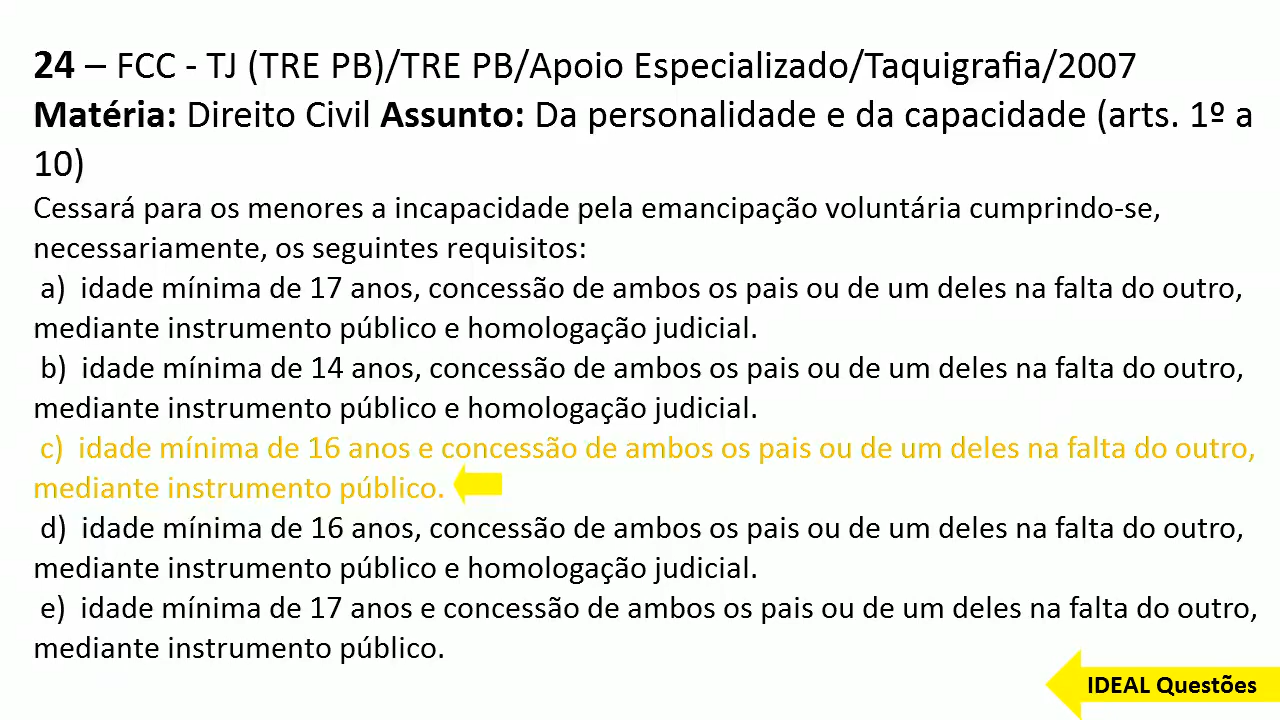 24 – FCC - TJ (TRE PB)/TRE PB/Apoio Especializado/Taquigrafia/2007
Matéria: Direito Civil Assunto: Da personalidade e da capacidade (arts. 1º a
10)
Cessará para os menores a incapacidade pela emancipação voluntária cumprindo-se,
necessariamente, os seguintes requisitos:
a) idade mínima de 17 anos, concessão de ambos os pais ou de um deles na falta do outro,
mediante instrumento público e homologação judicial.
b) idade mínima de 14 anos, concessão de ambos os pais ou de um deles na falta do outro,
mediante instrumento público e homologação judicial.
c) idade mínima de 16 anos e concessão de ambos os pais ou de um deles na falta do outro,
mediante instrumento público.
d) idade mínima de 16 anos, concessão de ambos os pais ou de um deles na falta do outro,
mediante instrumento público e homologação judicial.
e) idade mínima de 17 anos e concessão de ambos os pais ou de um deles na falta do outro,
mediante instrumento público.
IDEAL Questões